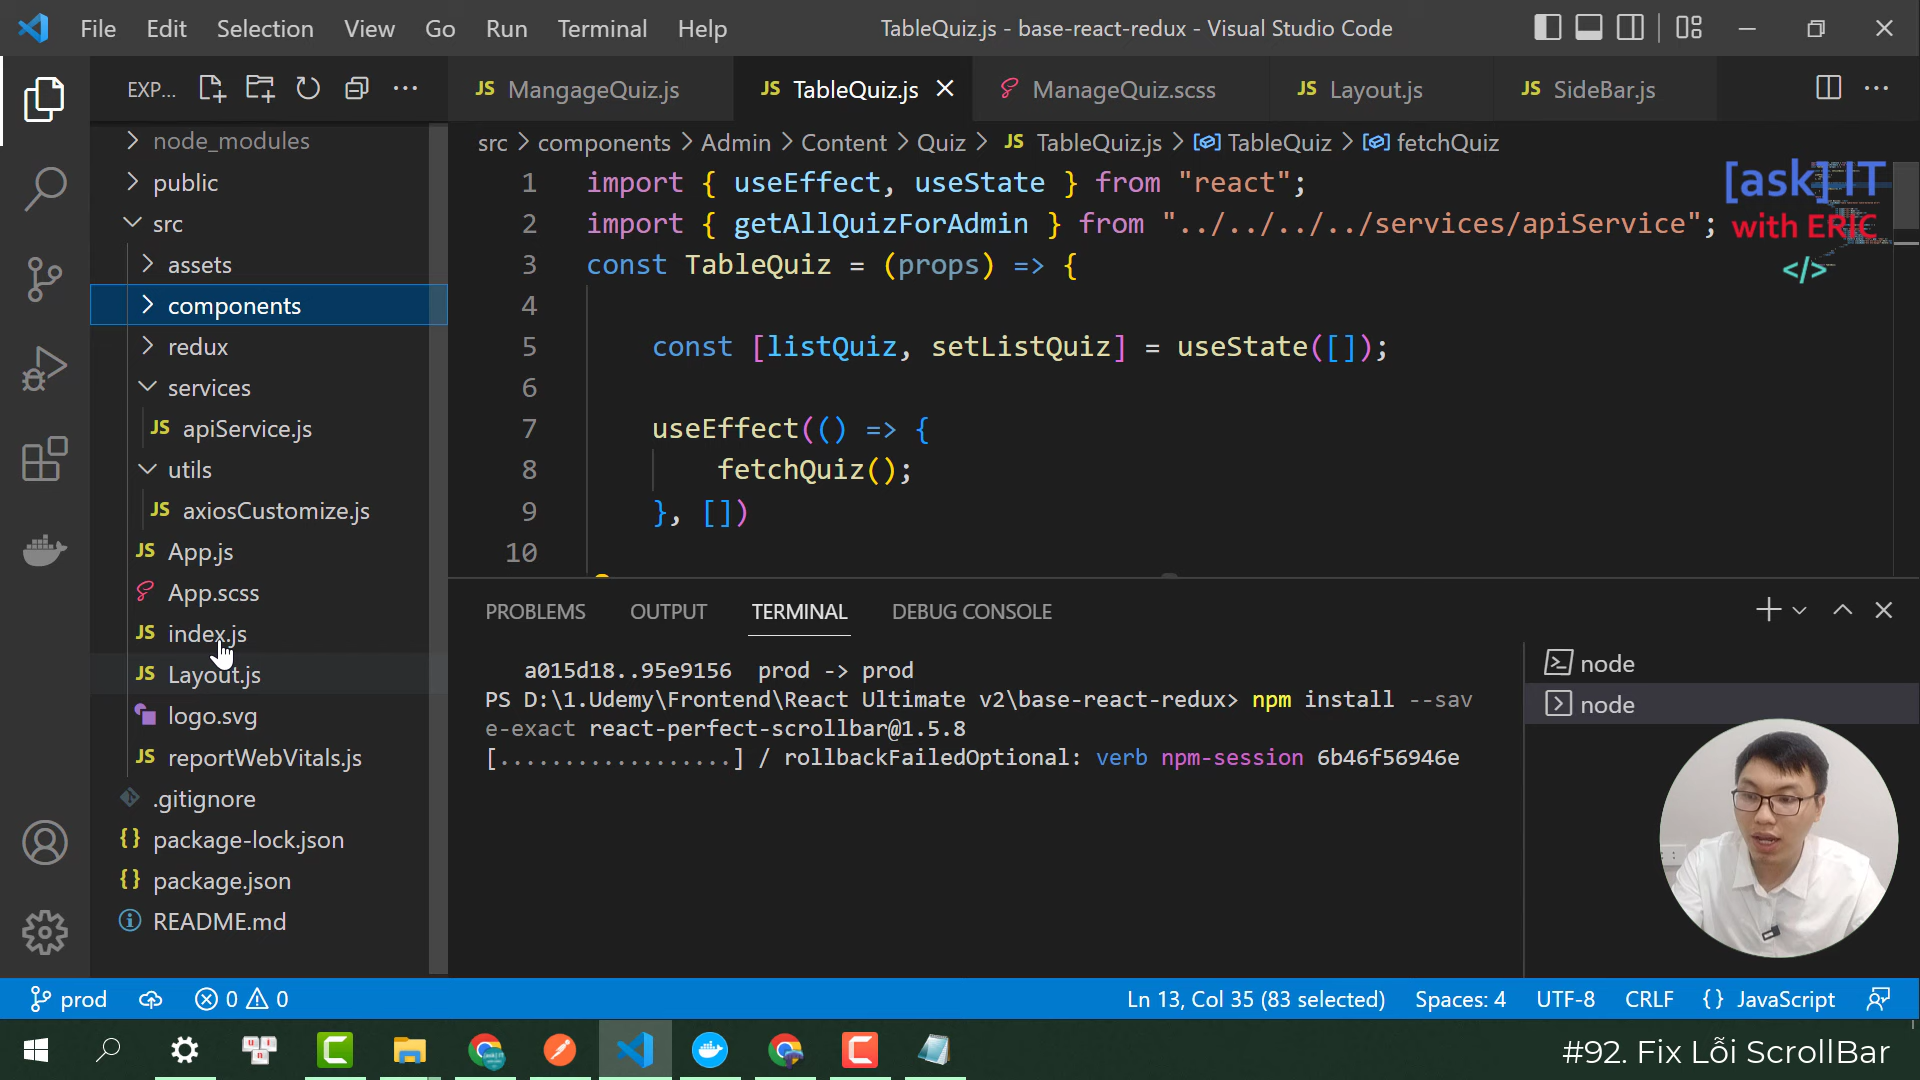 File Edit Selection View Go Run Terminal Help
TableQuiz.js - base-react-redux - Visual Studio Code
EXP...
MangageQuiz.js
TableQuiz.js
ManageQuiz.scss
Layout.js
SideBar.js
src > components > Admin > Content > Quiz > JS TableQuiz.js > TableQuiz > fetchQuiz
node_modules
public
src
assets
components
redux
services
JS apiService.js
utils
JS axiosCustomize.js
JS App.js
App.scss
JS index.js
JS Layout.js
logo.svg
JS reportWebVitals.js
.gitignore
{} package-lock.json
{} package.json
README.md
1 import { useEffect, useState } from "react";
2 import { getAllQuizForAdmin } from "../../../../services/apiService";
3 const TableQuiz = (props) => {
4
5 const [listQuiz, setListQuiz] = useState([]);
6
7 useEffect(() => {
8 fetchQuiz();
9 }, [])
10
[ask] IT
with ERIC
</>
PROBLEMS OUTPUT TERMINAL DEBUG CONSOLE
a015d18..95e9156 prod -> prod
PS D:\1.Udemy\Frontend\React Ultimate v2\base-react-redux> npm install --sav
e-exact react-perfect-scrollbar@1.5.8
[..................] / rollbackFailedOptional: verb npm-session 6b46f56946e
node
node
prod
0 0
Ln 13, Col 35 (83 selected) Spaces: 4 UTF-8 CRLF {} JavaScript
#92. Fix Lỗi ScrollBar